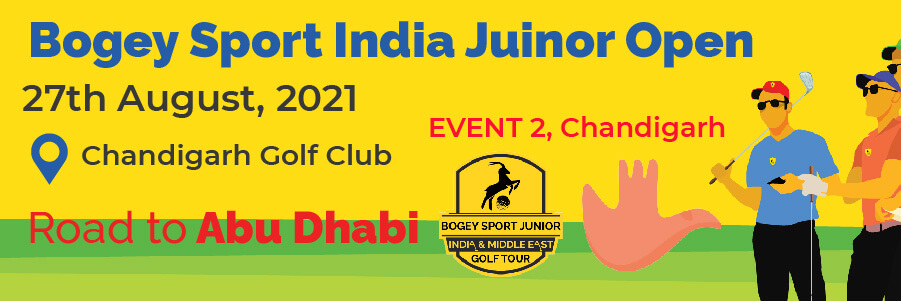 Bogey Sport India Juinor Open
27th August, 2021
EVENT 2, Chandigarh
Chandigarh Golf Club
Road to Abu Dhabi
BOGEY SPORT JUNIOR
INDIA & MIDDLE EAST
GOLF TOUR